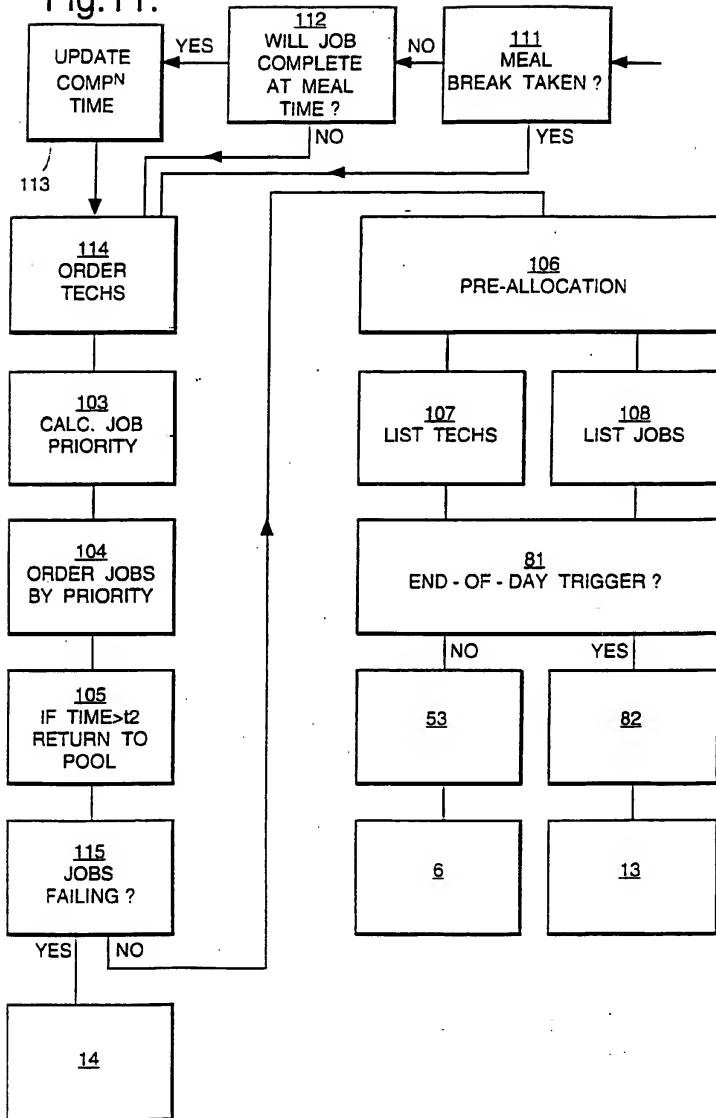 Fig.11.
UPDATE
COMPN
TIME
113
YES
112
WILL JOB
COMPLETE
AT MEAL
TIME ?
NO
NO
111
MEAL
BREAK TAKEN ?
YES
114
ORDER
TECHS
103
CALC. JOB
PRIORITY
104
ORDER JOBS
BY PRIORITY
105
IF TIME>t2
RETURN TO
POOL
115
JOBS
FAILING ?
YES
NO
14
106
PRE-ALLOCATION
107
LIST TECHS
108
LIST JOBS
81
END - OF - DAY TRIGGER ?
NO
YES
53
82
6
13